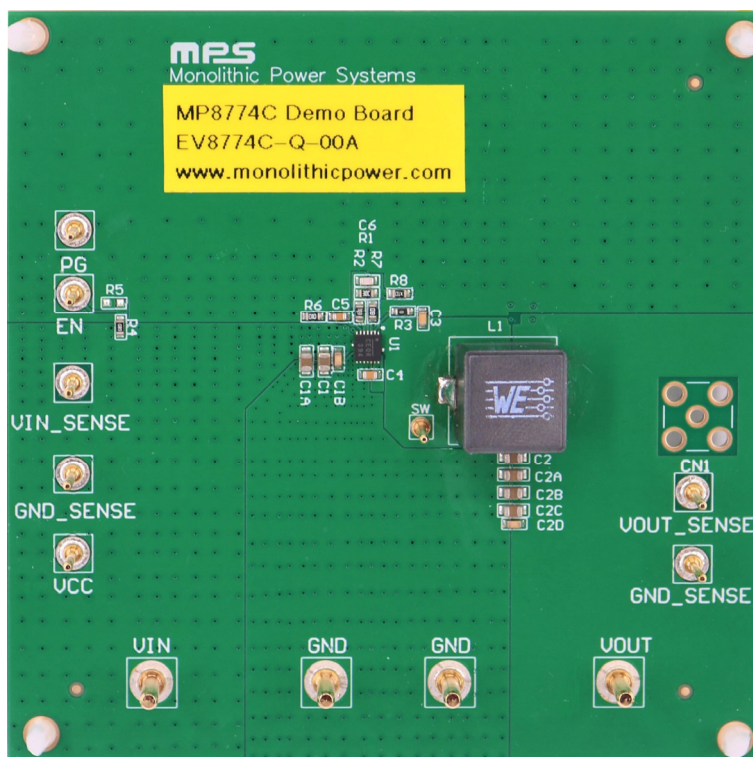 MPS
Monolithic Power Systems
MP8774C Demo Board
EV8774C-Q-00A
www.monolithicpower.com
PG
EN
R5
R4
VIN_SENSE
GND_SENSE
VCC
C6
R1
R2
R7
R8
R6
C5
R3
C3
U1
C1A
C1
C1B
C4
SW
L1
WE
C2
C2A
C2B
C2C
C2D
CN1
VOUT_SENSE
GND_SENSE
VIN
GND
GND
VOUT